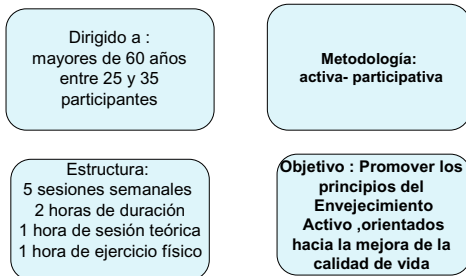 Dirigido a :
mayores de 60 años
entre 25 y 35
participantes
Metodología:
activa- participativa
Estructura:
5 sesiones semanales
2 horas de duración
1 hora de sesión teórica
1 hora de ejercicio físico
Objetivo : Promover los
principios del
Envejecimiento
Activo ,orientados
hacia la mejora de la
calidad de vida